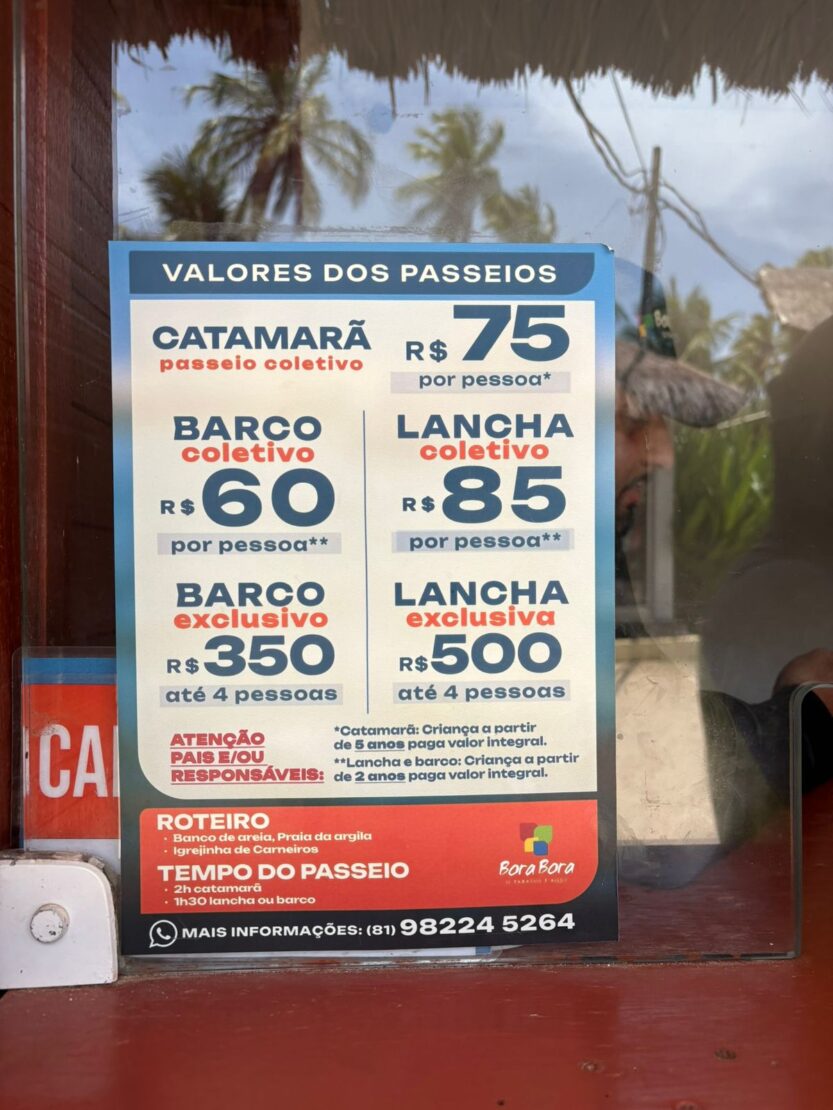 VALORES DOS PASSEIOS
CATAMARÃ
passeio coletivo
R$ 75
por pessoa*
BARCO
coletivo
R$ 60
por pessoa**
LANCHA
coletivo
R$ 85
por pessoa**
BARCO
exclusivo
R$ 350
até 4 pessoas
LANCHA
exclusiva
R$ 500
até 4 pessoas
ATENÇÃO
PAIS E/OU
RESPONSÁVEIS:
*Catamarã: Criança a partir
de 5 anos paga valor integral.
**Lancha e barco: Criança a partir
de 2 anos paga valor integral.
CA
ROTEIRO
· Banco de areia, Praia da argila
· Igrejinha de Carneiros
TEMPO DO PASSEIO
· 2h catamarã
· 1h30 lancha ou barco
Bora Bora
O PARAÍSO É AQUI
MAIS INFORMAÇÕES: (81) 98224 5264